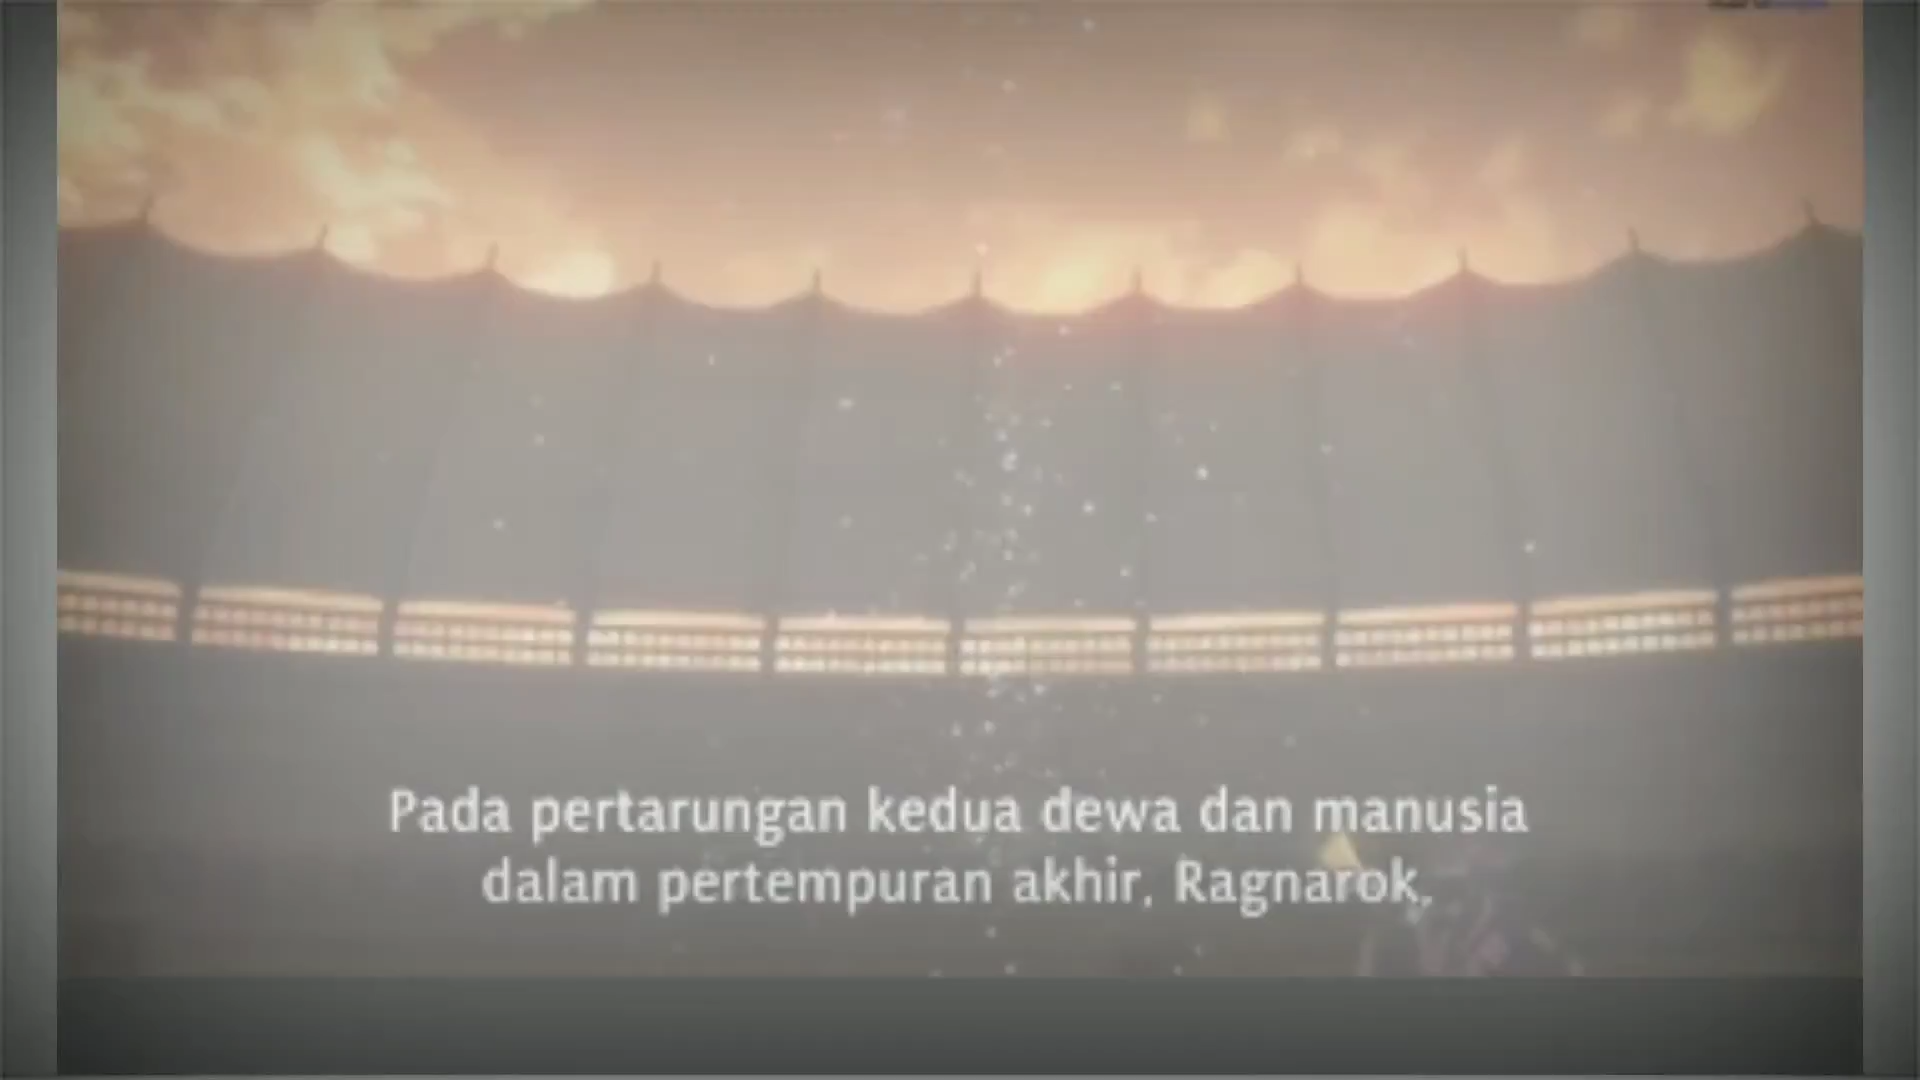 Pada pertarungan kedua dewa dan manusia
dalam pertempuran akhir, Ragnarok,